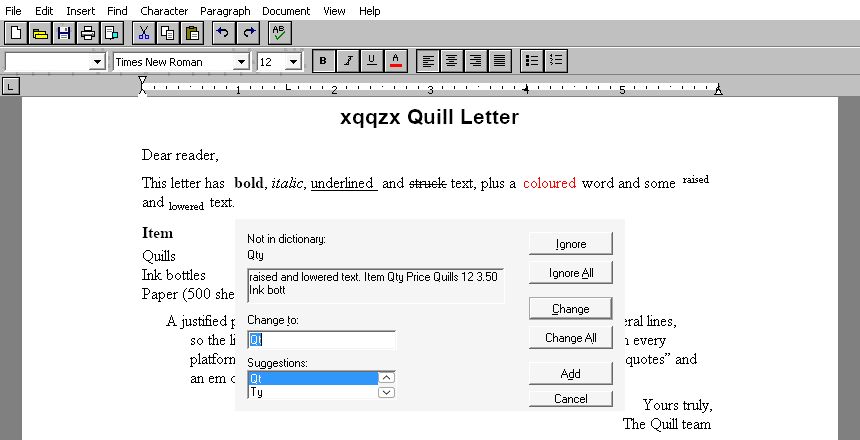 File Edit Insert Find Character Paragraph Document View Help
Times New Roman 12 B I U A
L 1 2 3 4 5
xqqzx Quill Letter
Dear reader,
This letter has bold, italic, underlined and struck text, plus a coloured word and some raised
and lowered text.
Item
Quills
Ink bottles
Paper (500 she
A justified p
eral lines,
so the li
n every
platform
quotes” and
an em d
Yours truly,
The Quill team
Not in dictionary:
Qty
raised and lowered text. Item Qty Price Quills 12 3.50
Ink bott
Change to:
Qt
Suggestions:
Qt
Ty
Ignore
Ignore All
Change
Change All
Add
Cancel